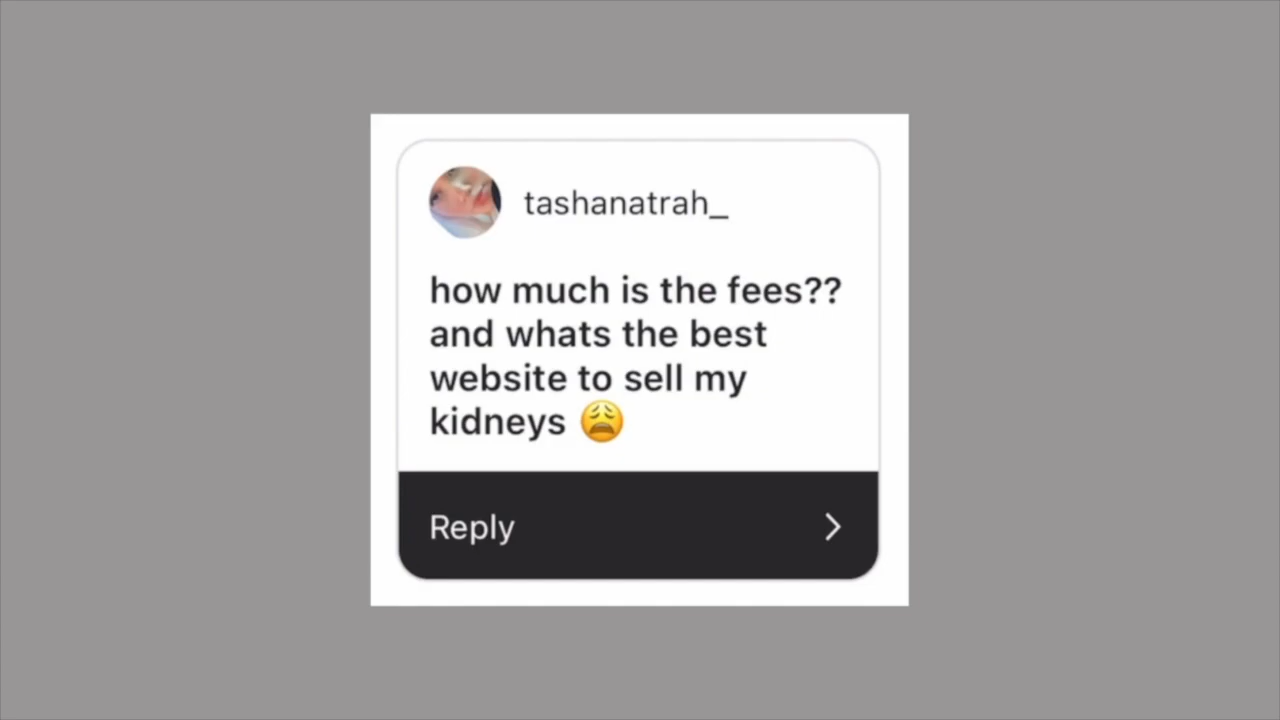 tashanatrah_
how much is the fees??
and whats the best
website to sell my
kidneys 😩
Reply